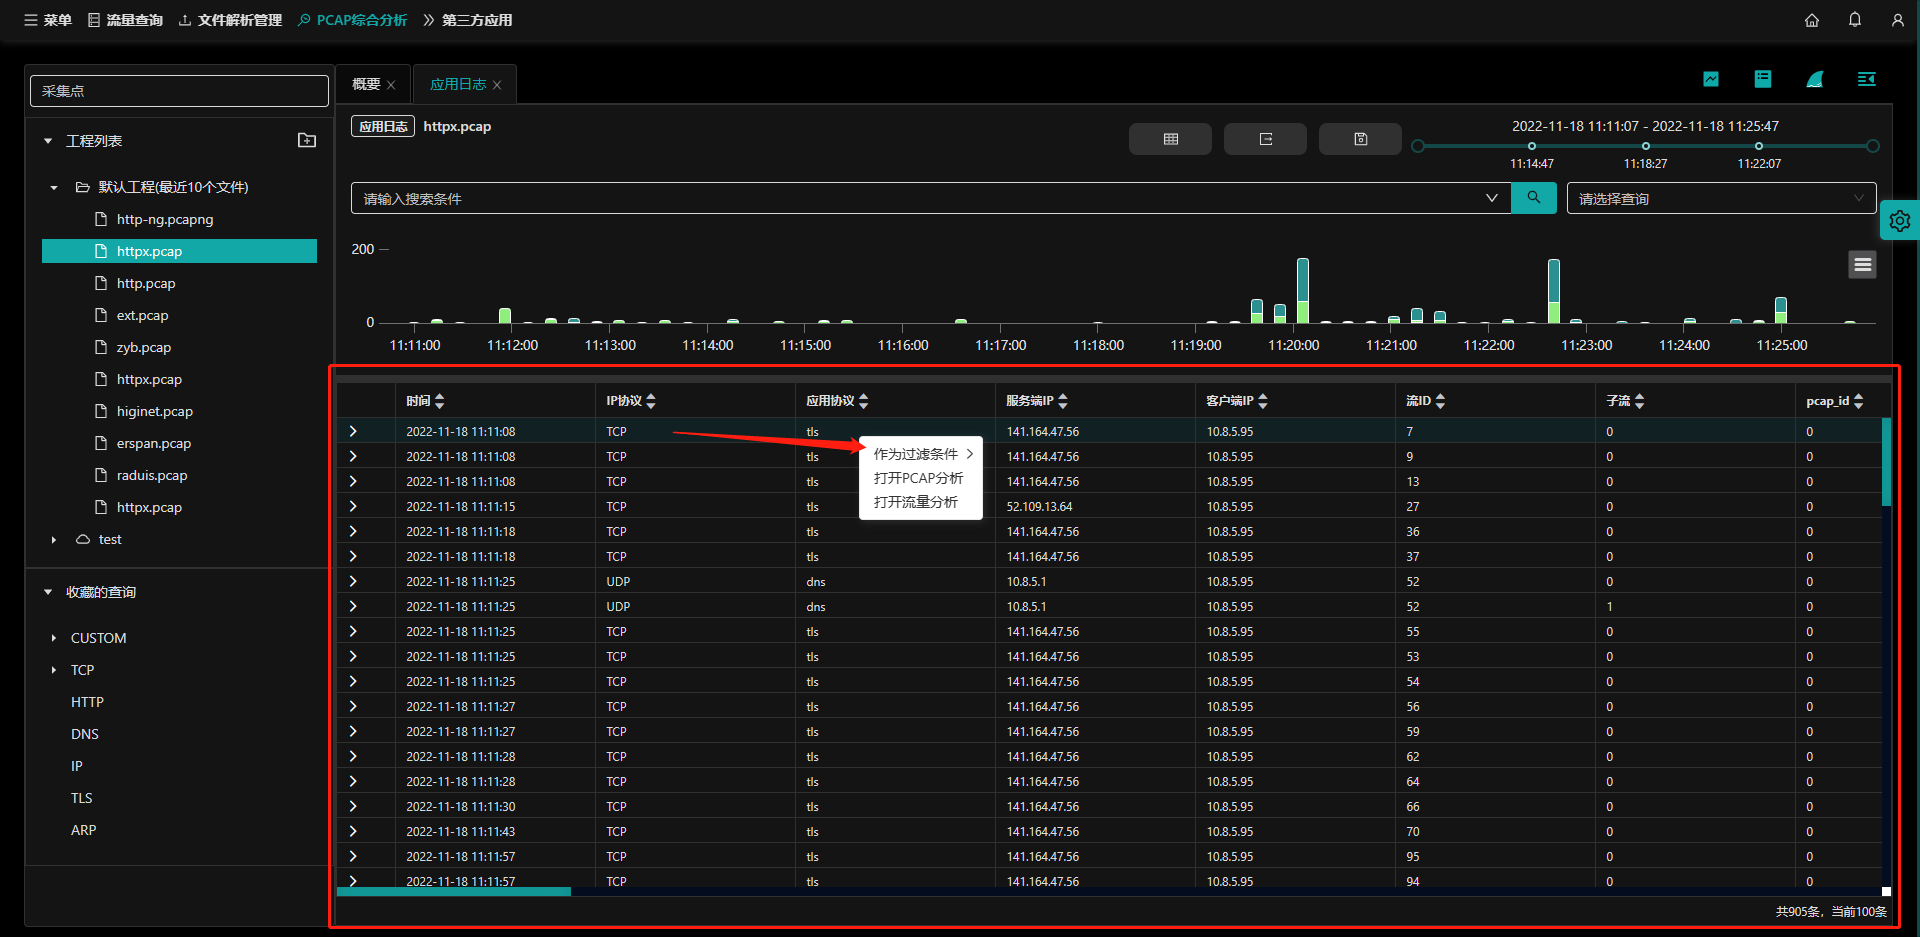 菜单 流量查询 文件解析管理 PCAP综合分析 第三方应用
采集点
工程列表
默认工程(最近10个文件)
http-ng.pcapng
httpx.pcap
http.pcap
ext.pcap
zyb.pcap
httpx.pcap
higinet.pcap
erspan.pcap
raduis.pcap
httpx.pcap
test
收藏的查询
CUSTOM
TCP
HTTP
DNS
IP
TLS
ARP
概要 应用日志
应用日志 httpx.pcap
2022-11-18 11:11:07 - 2022-11-18 11:25:47
11:14:47 11:18:27 11:22:07
请输入搜索条件 请选择查询
200
0
11:11:00 11:12:00 11:13:00 11:14:00 11:15:00 11:16:00 11:17:00 11:18:00 11:19:00 11:20:00 11:21:00 11:22:00 11:23:00 11:24:00 11:25:00
时间 IP协议 应用协议 服务端IP 客户端IP 流ID 子流 pcap_id
2022-11-18 11:11:08 TCP tls 141.164.47.56 10.8.5.95 7 0 0
2022-11-18 11:11:08 TCP tls 141.164.47.56 10.8.5.95 9 0 0
2022-11-18 11:11:08 TCP tls 141.164.47.56 10.8.5.95 13 0 0
2022-11-18 11:11:15 TCP tls 52.109.13.64 10.8.5.95 27 0 0
2022-11-18 11:11:18 TCP tls 141.164.47.56 10.8.5.95 36 0 0
2022-11-18 11:11:18 TCP tls 141.164.47.56 10.8.5.95 37 0 0
2022-11-18 11:11:25 UDP dns 10.8.5.1 10.8.5.95 52 0 0
2022-11-18 11:11:25 UDP dns 10.8.5.1 10.8.5.95 52 1 0
2022-11-18 11:11:25 TCP tls 141.164.47.56 10.8.5.95 55 0 0
2022-11-18 11:11:25 TCP tls 141.164.47.56 10.8.5.95 53 0 0
2022-11-18 11:11:25 TCP tls 141.164.47.56 10.8.5.95 54 0 0
2022-11-18 11:11:27 TCP tls 141.164.47.56 10.8.5.95 56 0 0
2022-11-18 11:11:27 TCP tls 141.164.47.56 10.8.5.95 59 0 0
2022-11-18 11:11:28 TCP tls 141.164.47.56 10.8.5.95 62 0 0
2022-11-18 11:11:28 TCP tls 141.164.47.56 10.8.5.95 64 0 0
2022-11-18 11:11:30 TCP tls 141.164.47.56 10.8.5.95 66 0 0
2022-11-18 11:11:43 TCP tls 141.164.47.56 10.8.5.95 70 0 0
2022-11-18 11:11:57 TCP tls 141.164.47.56 10.8.5.95 95 0 0
2022-11-18 11:11:57 TCP tls 141.164.47.56 10.8.5.95 94 0 0
作为过滤条件
打开PCAP分析
打开流量分析
共905条，当前100条